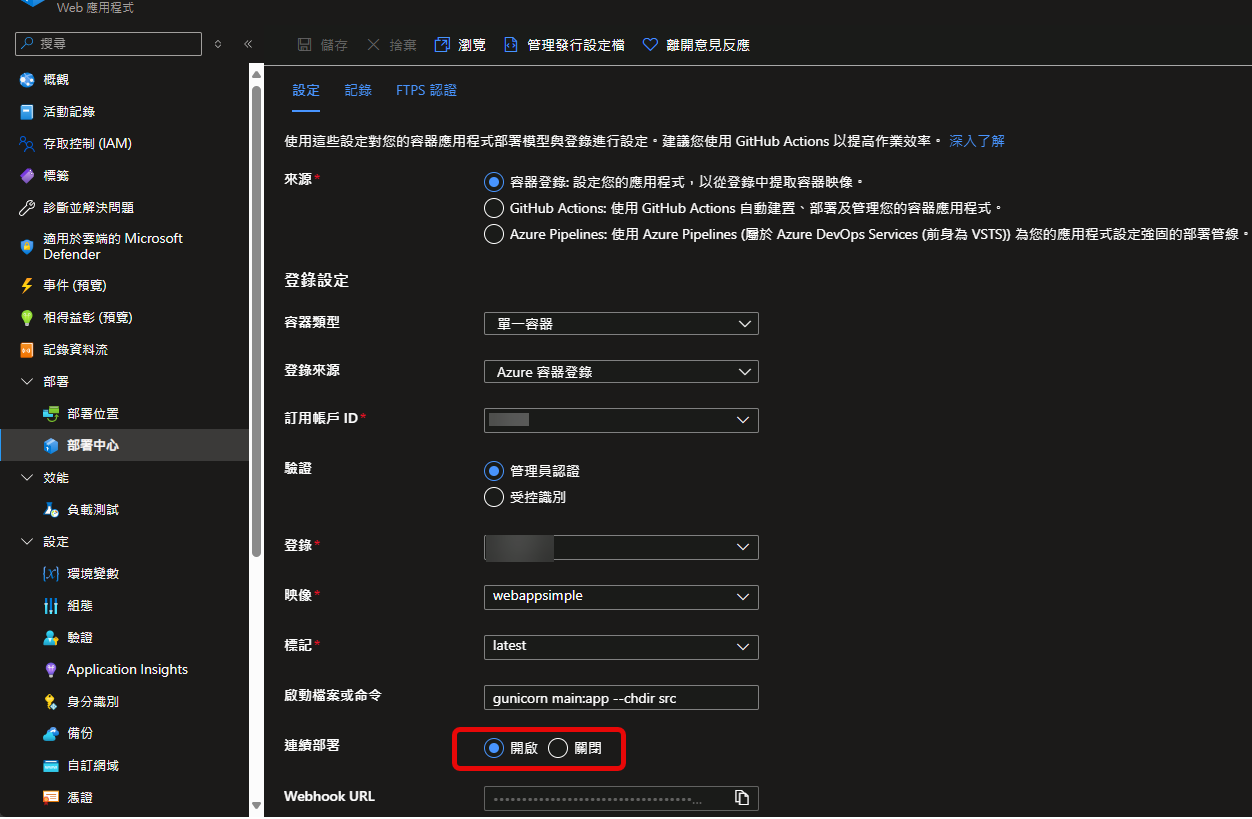 Web 應用程式
搜尋
儲存
捨棄
瀏覽
管理發行設定檔
離開意見反應
概觀
活動記錄
存取控制 (IAM)
標籤
診斷並解決問題
適用於雲端的 Microsoft
Defender
事件 (預覽)
相得益彰 (預覽)
記錄資料流
部署
部署位置
部署中心
效能
負載測試
設定
環境變數
組態
驗證
Application Insights
身分識別
備份
自訂網域
憑證
設定
記錄
FTPS 認證
使用這些設定對您的容器應用程式部署模型與登錄進行設定。建議您使用 GitHub Actions 以提高作業效率。 深入了解
來源*
容器登錄: 設定您的應用程式，以從登錄中提取容器映像。
GitHub Actions: 使用 GitHub Actions 自動建置、部署及管理您的容器應用程式。
Azure Pipelines: 使用 Azure Pipelines (屬於 Azure DevOps Services (前身為 VSTS)) 為您的應用程式設定強固的部署管線。
登錄設定
容器類型
單一容器
登錄來源
Azure 容器登錄
訂用帳戶 ID*
驗證
管理員認證
受控識別
登錄*
映像*
webappsimple
標記*
latest
啟動檔案或命令
gunicorn main:app --chdir src
連續部署
開啟
關閉
Webhook URL